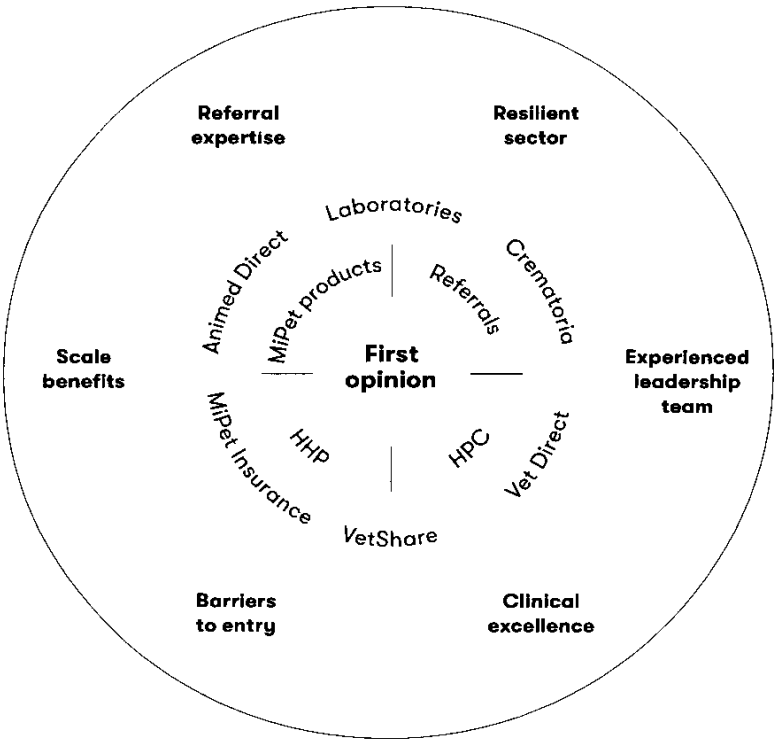 Referral
expertise
Resilient
sector
Laboratories
Animed Direct
Crematoria
MiPet products
Referrals
First
opinion
Scale
benefits
Experienced
leadership
team
MiPet Insurance
HHP
HPC
Vet Direct
VetShare
Barriers
to entry
Clinical
excellence